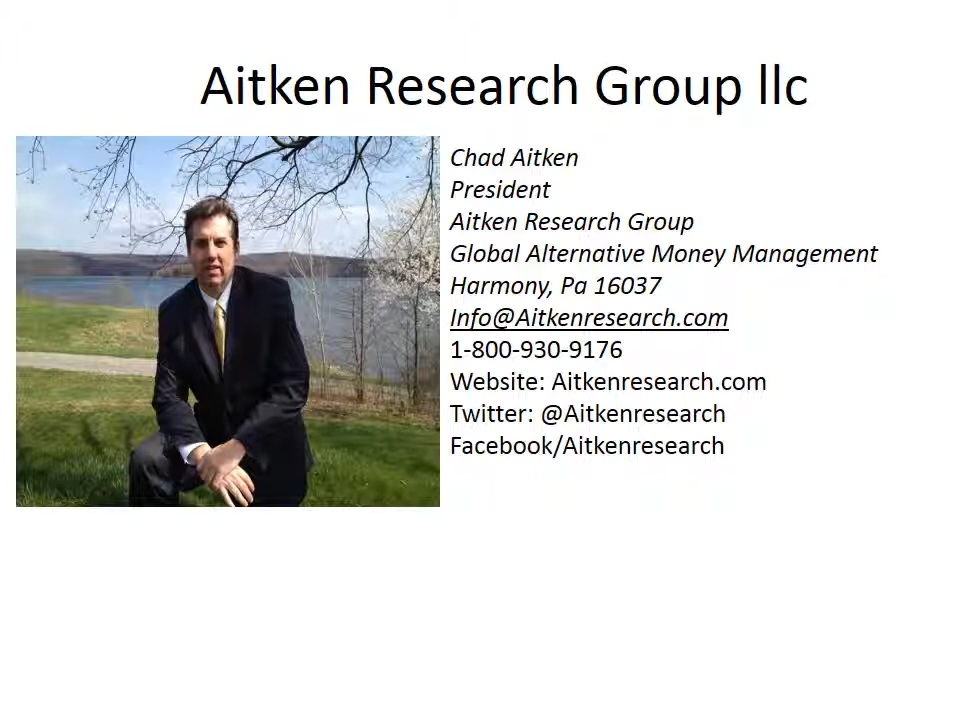 Aitken Research Group llc
Chad Aitken
President
Aitken Research Group
Global Alternative Money Management
Harmony, Pa 16037
Info@Aitkenresearch.com
1-800-930-9176
Website: Aitkenresearch.com
Twitter: @Aitkenresearch
Facebook/Aitkenresearch